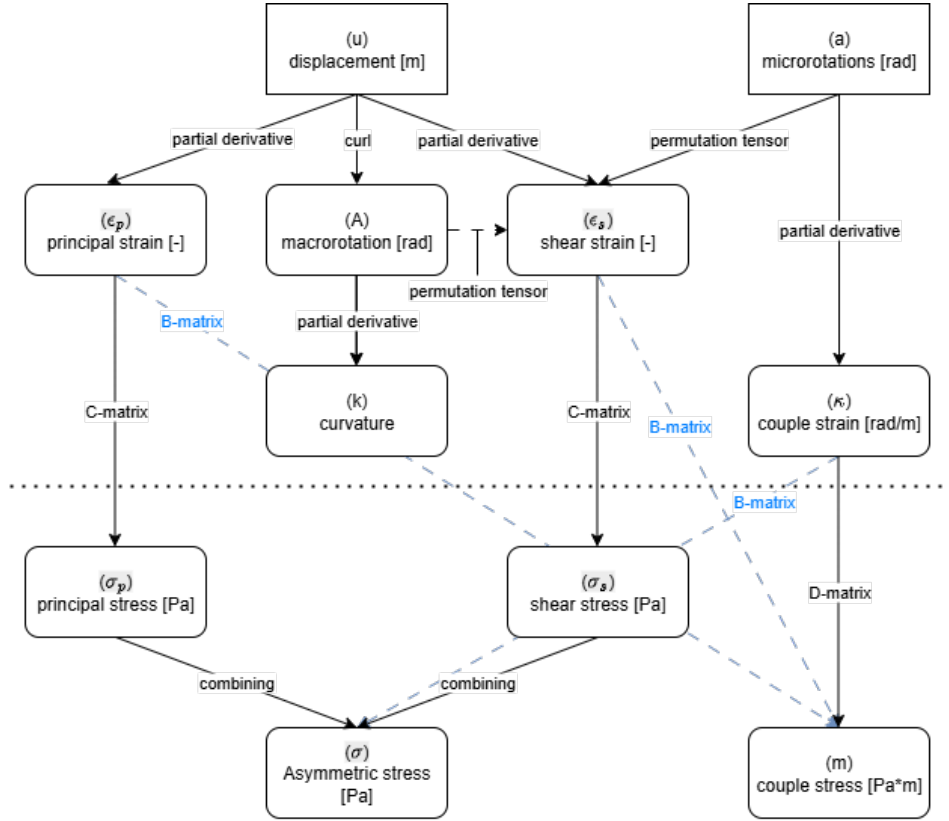 (u)
displacement [m]
(a)
microrotations [rad]
partial derivative
curl
partial derivative
permutation tensor
(ϵₚ)
principal strain [-]
(A)
macrorotation [rad]
(ϵₛ)
shear strain [-]
partial derivative
permutation tensor
B-matrix
partial derivative
(k)
curvature
(κ)
couple strain [rad/m]
C-matrix
C-matrix
B-matrix
B-matrix
(σₚ)
principal stress [Pa]
(σₛ)
shear stress [Pa]
D-matrix
combining
combining
(σ)
Asymmetric stress
[Pa]
(m)
couple stress [Pa*m]